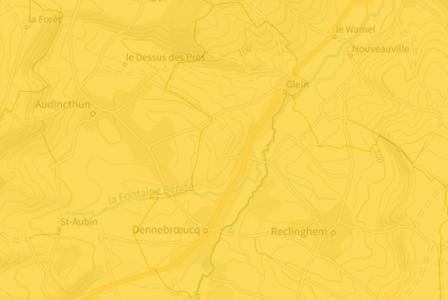 la Forêt
le Wamel
Nouveauville
le Dessus des Prés
Glein
Audincthun
la Fontaine Bénite
St-Aubin
Dennebrœucq
Reclinghem